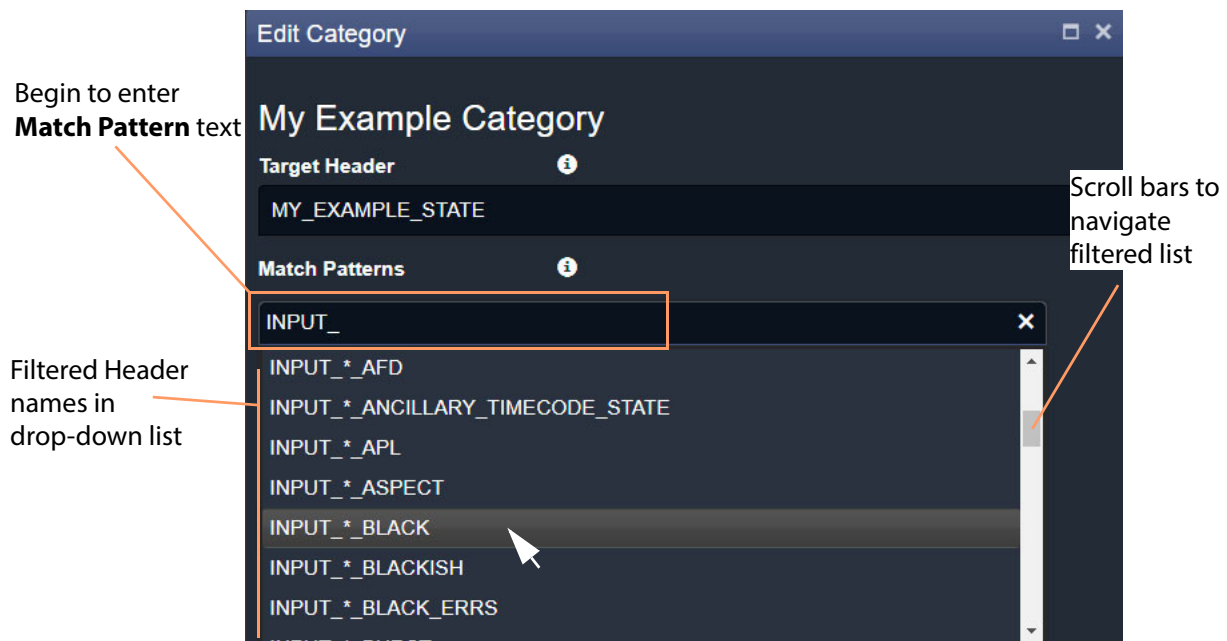 Edit Category
Begin to enter
Match Pattern text
My Example Category
Target Header
MY_EXAMPLE_STATE
Scroll bars to
navigate
filtered list
Match Patterns
INPUT_
Filtered Header
names in
drop-down list
INPUT_*_AFD
INPUT_*_ANCILLARY_TIMECODE_STATE
INPUT_*_APL
INPUT_*_ASPECT
INPUT_*_BLACK
INPUT_*_BLACKISH
INPUT_*_BLACK_ERRS